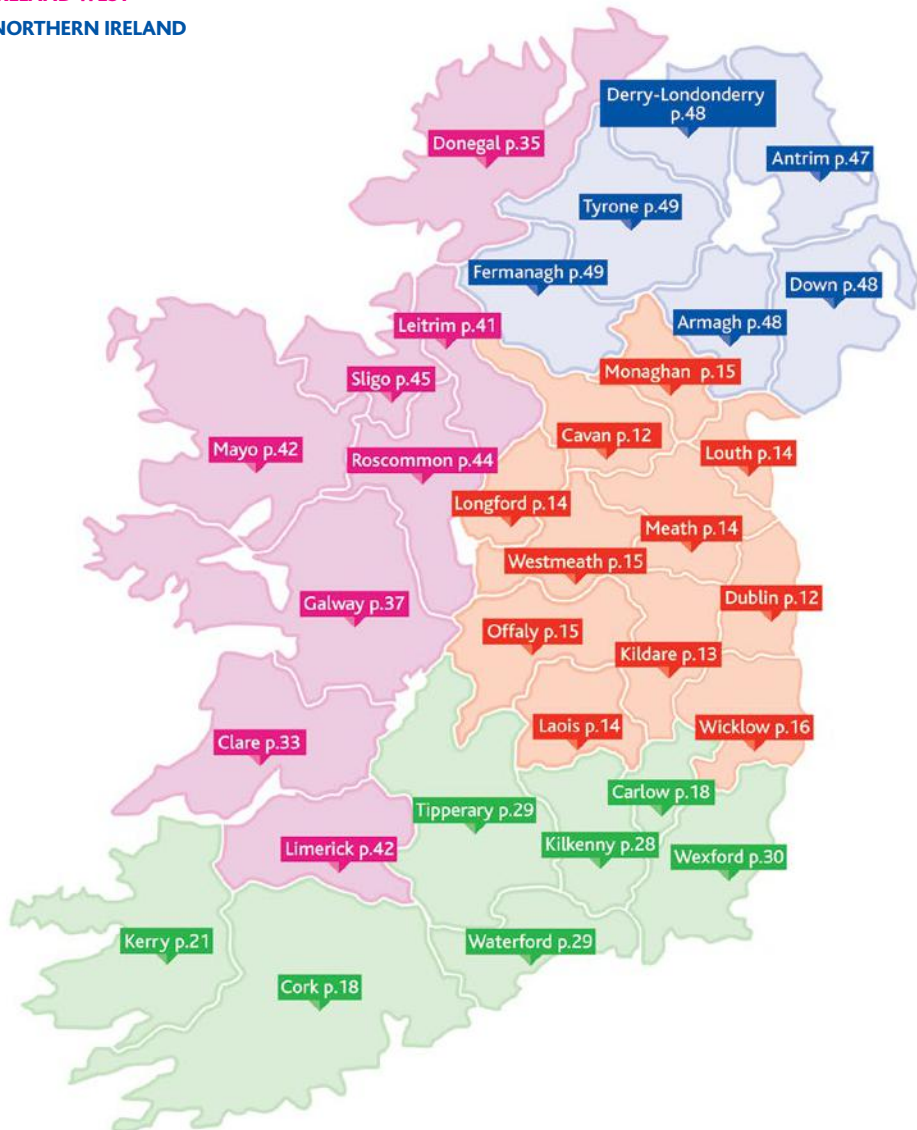 NORTHERN IRELAND
Derry-Londonderry
p.48
Donegal p.35
Antrim p.47
Tyrone p.49
Fermanagh p.49
Down p.48
Leitrim p.41
Armagh p.48
Monaghan p.15
Sligo p.45
Cavan p.12
Mayo p.42
Roscommon p.44
Louth p.14
Longford p.14
Meath p.14
Westmeath p.15
Dublin p.12
Galway p.37
Offaly p.15
Kildare p.13
Laois p.14
Wicklow p.16
Clare p.33
Carlow p.18
Tipperary p.29
Kilkenny p.28
Limerick p.42
Wexford p.30
Kerry p.21
Waterford p.29
Cork p.18